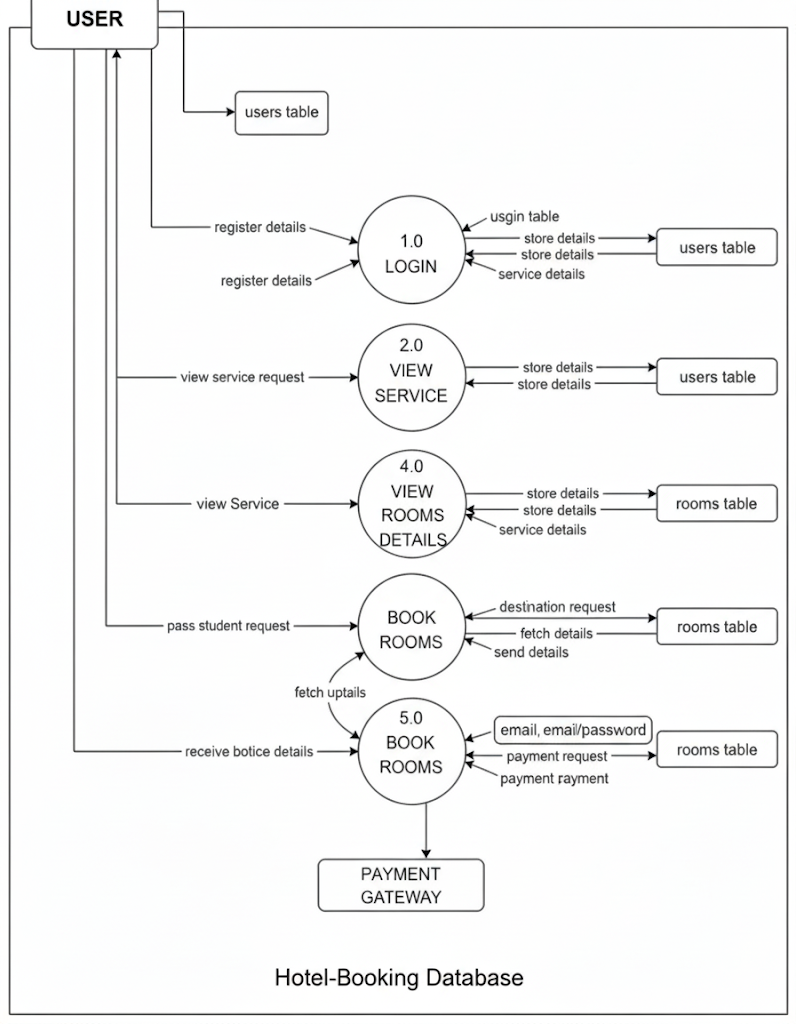 USER
users table
usgin table
register details
1.0
LOGIN
store details
store details
users table
register details
service details
2.0
VIEW
SERVICE
view service request
store details
store details
users table
4.0
VIEW
ROOMS
DETAILS
view Service
store details
store details
service details
rooms table
BOOK
ROOMS
pass student request
destination request
fetch details
send details
rooms table
fetch uptails
5.0
BOOK
ROOMS
receive botice details
email, email/password
payment request
payment rayment
rooms table
PAYMENT
GATEWAY
Hotel-Booking Database